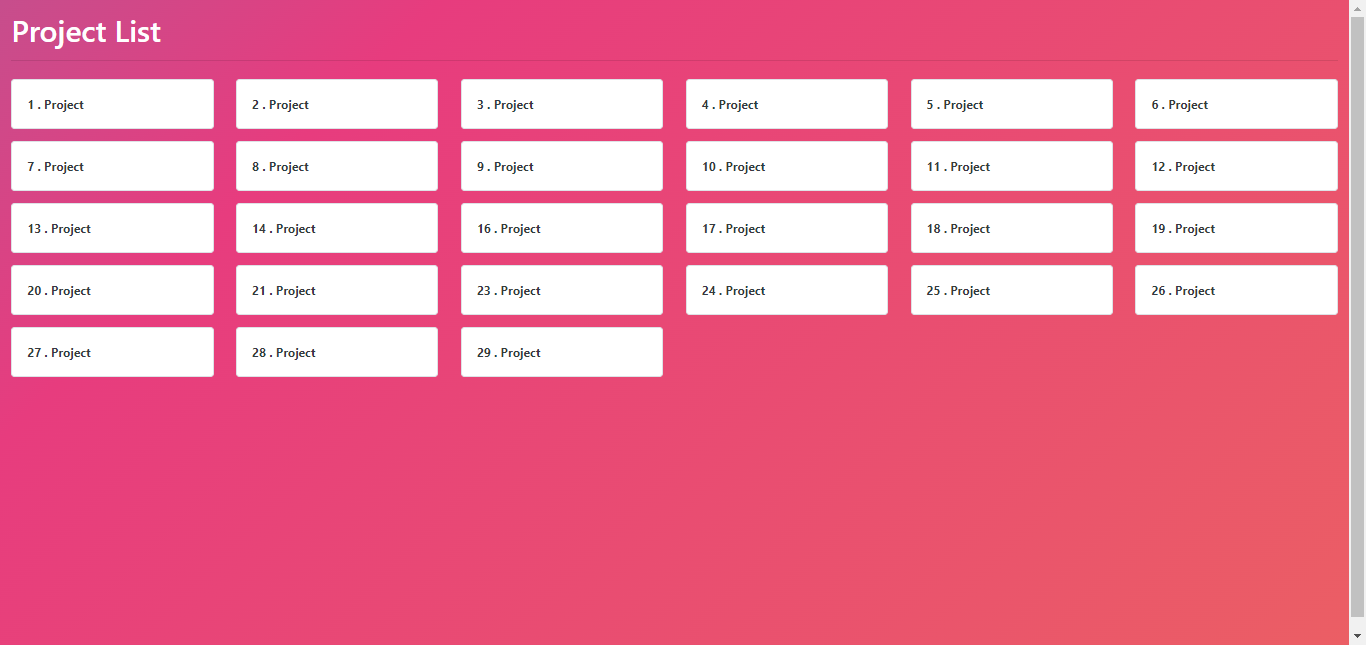 Project List
1 . Project
2 . Project
3 . Project
4 . Project
5 . Project
6 . Project
7 . Project
8 . Project
9 . Project
10 . Project
11 . Project
12 . Project
13 . Project
14 . Project
16 . Project
17 . Project
18 . Project
19 . Project
20 . Project
21 . Project
23 . Project
24 . Project
25 . Project
26 . Project
27 . Project
28 . Project
29 . Project